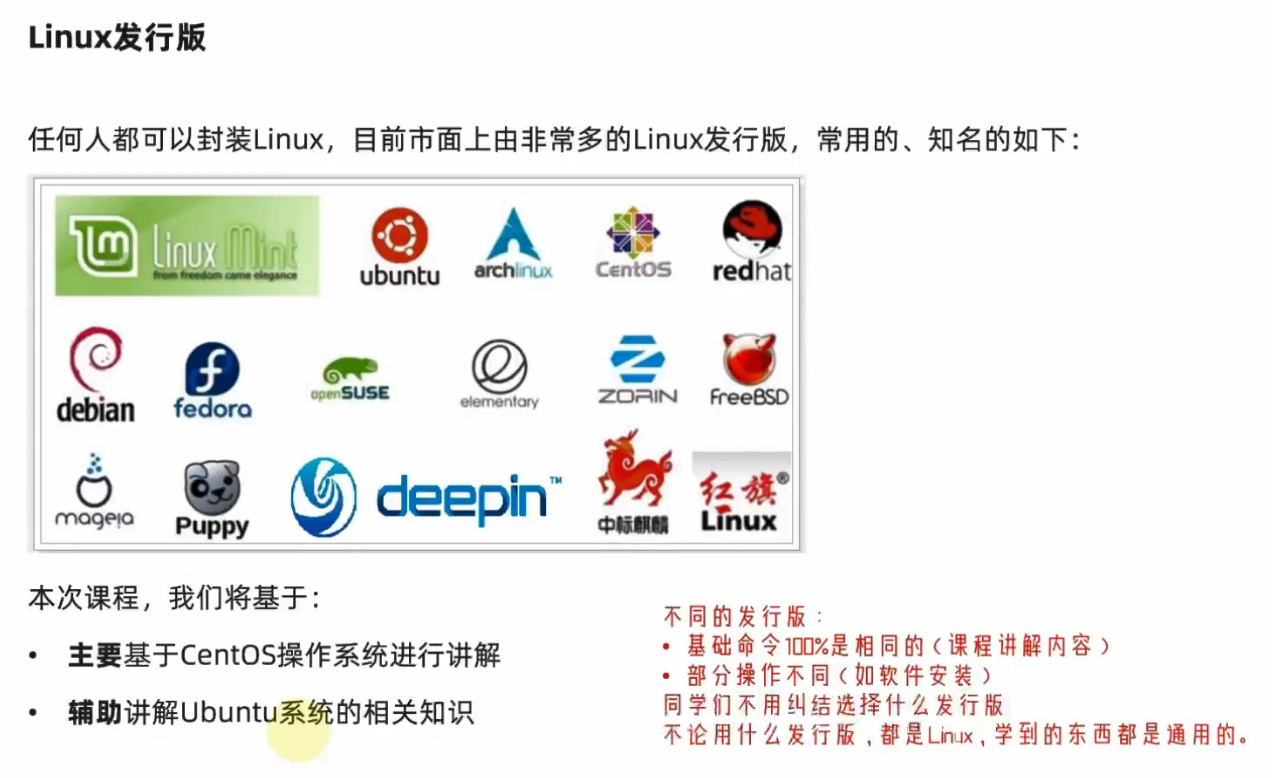 Linux发行版
任何人都可以封装Linux，目前市面上由非常多的Linux发行版，常用的、知名的如下：
Linux Mint
from freedom came elegance
ubuntu
archlinux
CentOS
redhat
debian
fedora
openSUSE
elementary
ZORIN
FreeBSD
mageia
Puppy
deepin™
中标麒麟
红旗®
Linux
本次课程，我们将基于：
• 主要基于CentOS操作系统进行讲解
• 辅助讲解Ubuntu系统的相关知识
不同的发行版：
• 基础命令100%是相同的（课程讲解内容）
• 部分操作不同（如软件安装）
同学们不用纠结选择什么发行版
不论用什么发行版，都是Linux，学到的东西都是通用的。